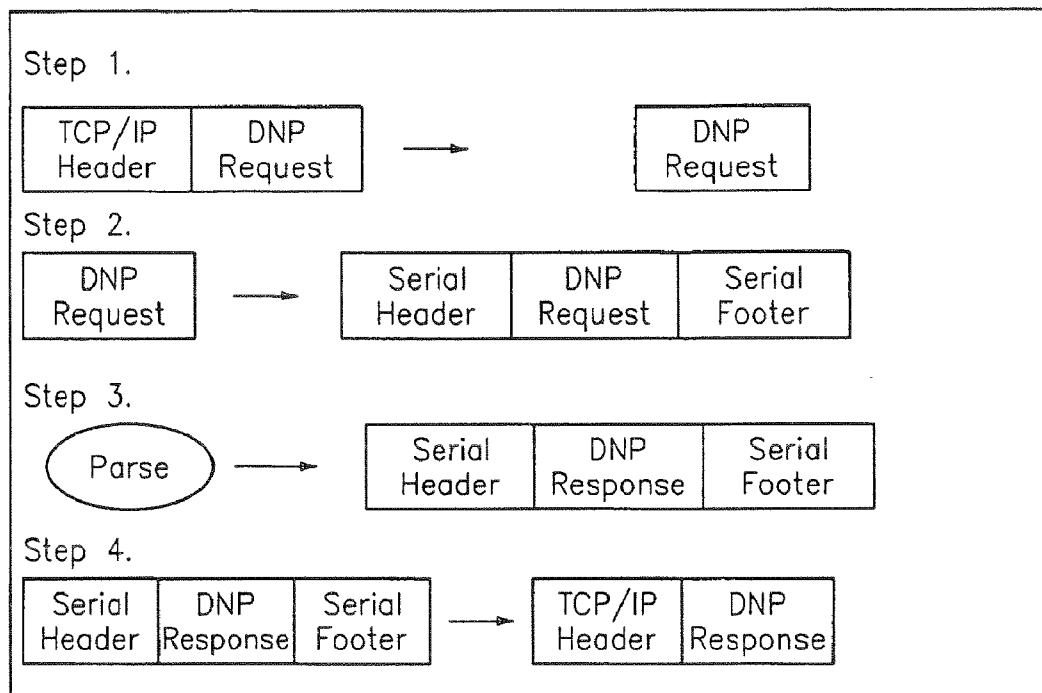 Step 1.
TCP/IP Header
DNP Request
DNP Request
Step 2.
DNP Request
Serial Header
DNP Request
Serial Footer
Step 3.
Parse
Serial Header
DNP Response
Serial Footer
Step 4.
Serial Header
DNP Response
Serial Footer
TCP/IP Header
DNP Response